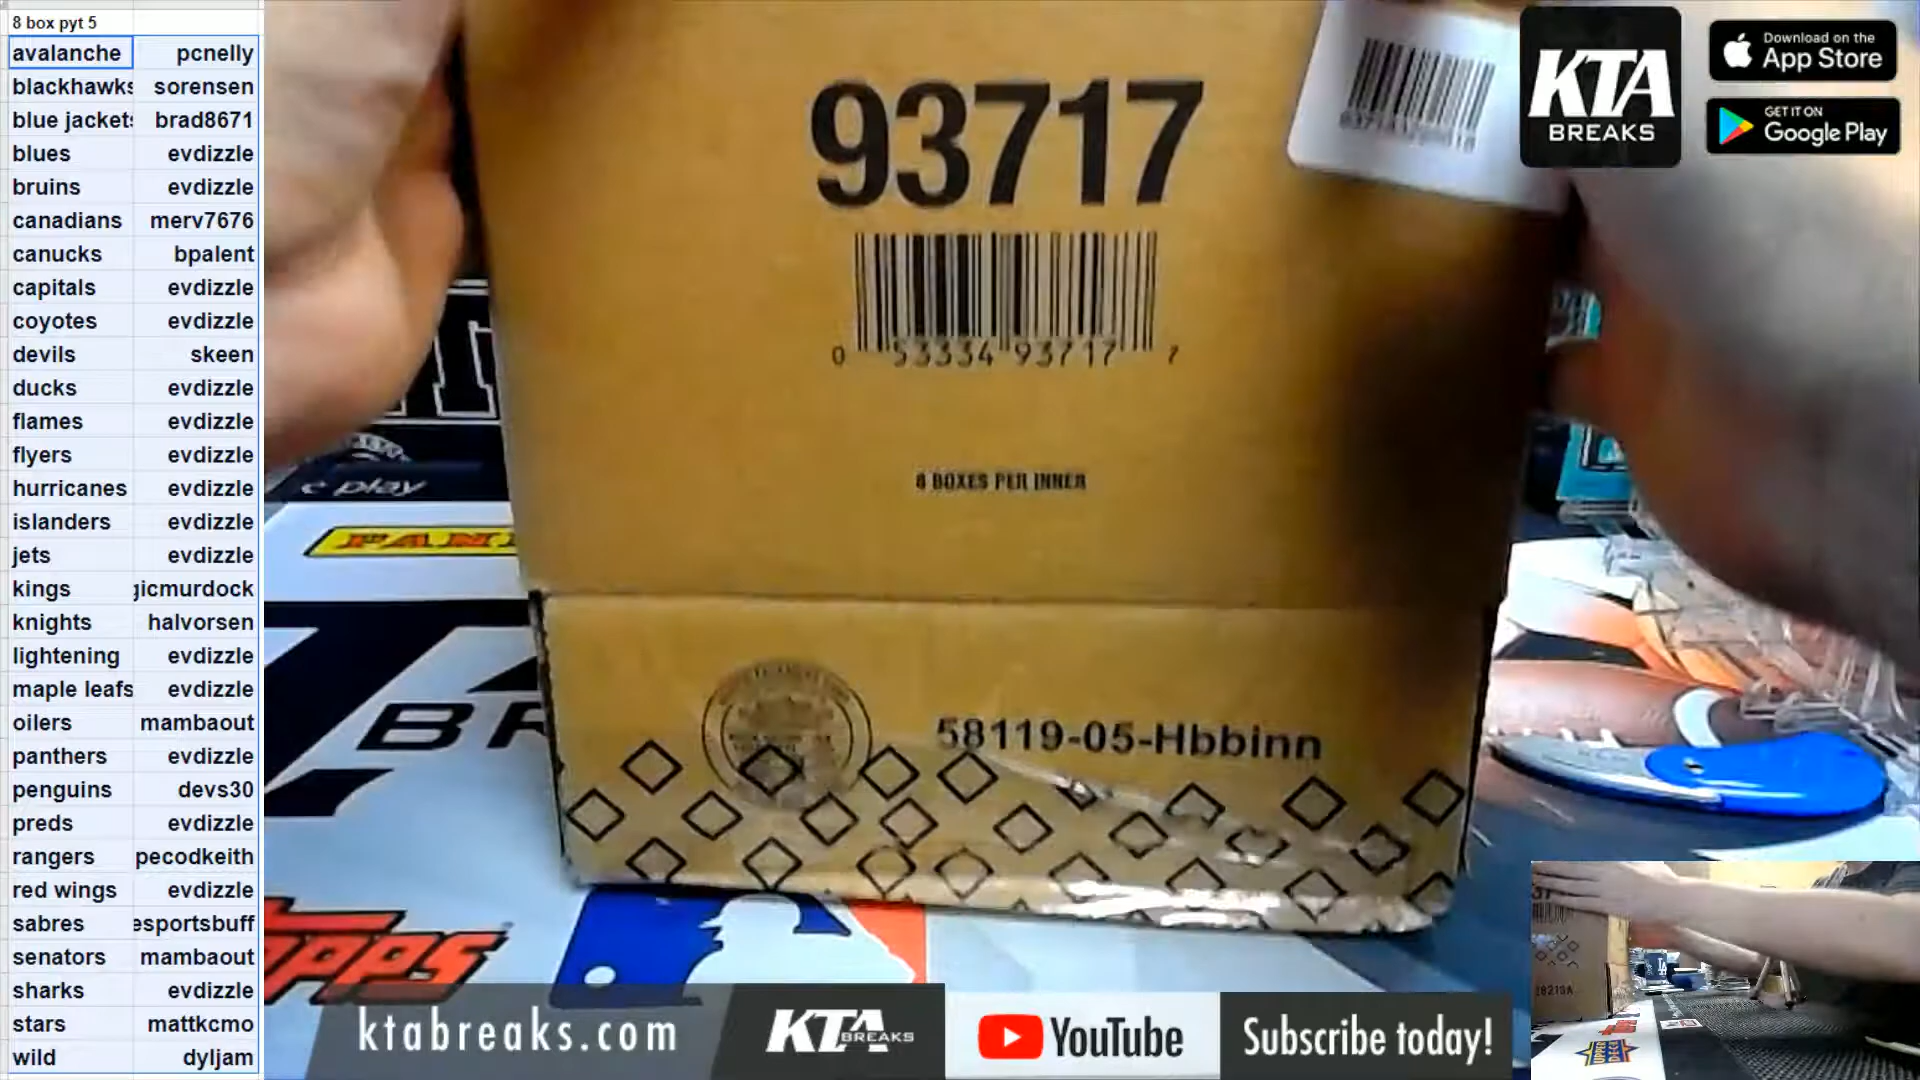 8 box pyt 5
avalanche pcnelly
blackhawks sorensen
blue jackets brad8671
blues evdizzle
bruins evdizzle
canadians merv7676
canucks bpalent
capitals evdizzle
coyotes evdizzle
devils skeen
ducks evdizzle
flames evdizzle
flyers evdizzle
hurricanes evdizzle
islanders evdizzle
jets evdizzle
kings gicmurdock
knights halvorsen
lightening evdizzle
maple leafs evdizzle
oilers mambaout
panthers evdizzle
penguins devs30
preds evdizzle
rangers pecodkeith
red wings evdizzle
sabres esportsbuff
senators mambaout
sharks evdizzle
stars mattkcmo
wild dyljam
93717
0 53334 93717 7
8 BOXES PER INNER
58119-05-Hbbinn
e play
BR
KTA
BREAKS
Download on the
App Store
GET IT ON
Google Play
ktabreaks.com
KTA BREAKS
YouTube
Subscribe today!